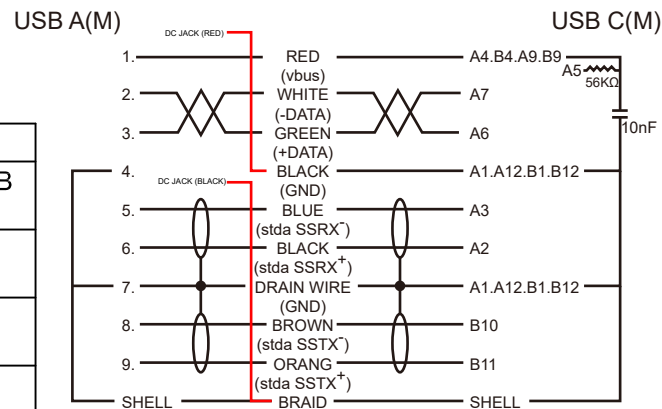 USB A(M) USB C(M)
DC JACK (RED)
1. RED A4.B4.A9.B9
(vbus) A5 56KΩ
2. WHITE A7
(-DATA)
3. GREEN A6 10nF
(+DATA)
4. BLACK A1.A12.B1.B12
DC JACK (BLACK)
(GND)
B
5. BLUE A3
(stda SSRX-)
6. BLACK A2
(stda SSRX+)
7. DRAIN WIRE A1.A12.B1.B12
(GND)
8. BROWN B10
(stda SSTX-)
9. ORANG B11
(stda SSTX+)
SHELL BRAID SHELL